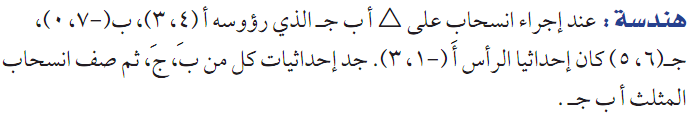 هندسة : عند إجراء انسحاب على △ أ ب جـ الذي رؤوسه أ (٤، ٣)، ب(-٧، ٠)،
جـ(٦، ٥) كان إحداثيا الرأس أَ (-١، ٣). جد إحداثيات كل من بَ، جَـ، ثم صف انسحاب
المثلث أ ب جـ .